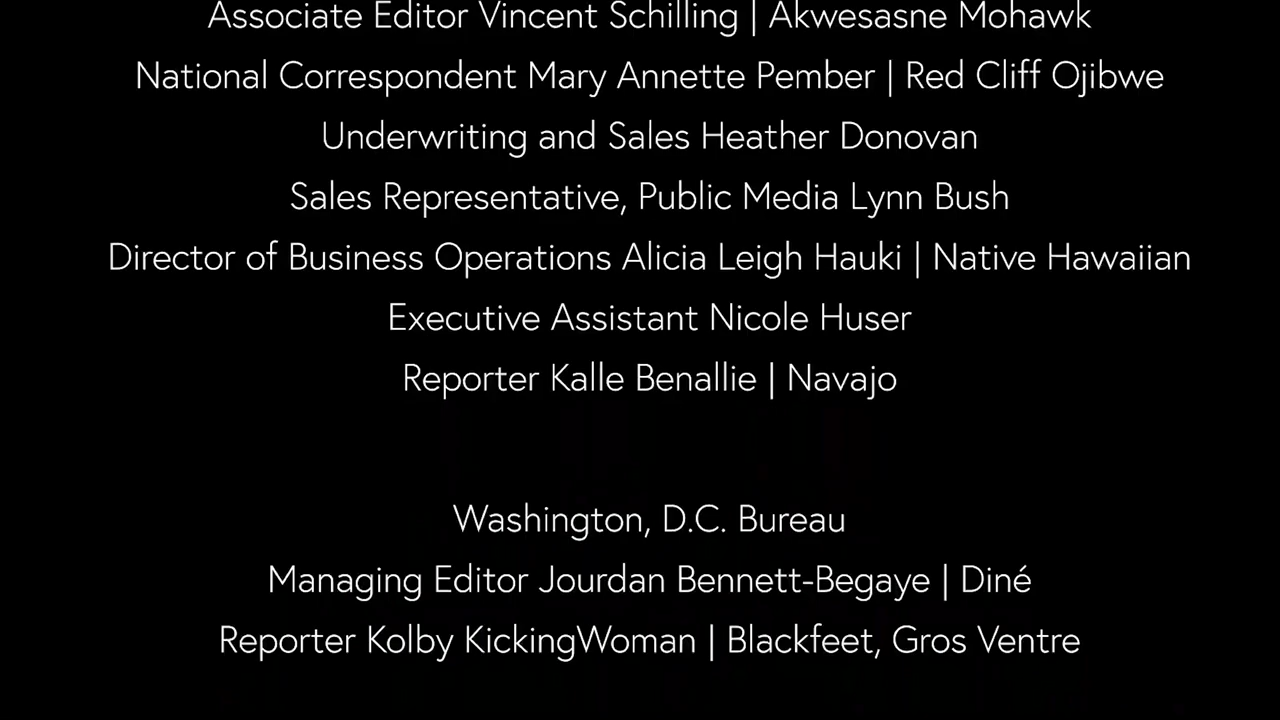 Associate Editor Vincent Schilling | Akwesasne Mohawk
National Correspondent Mary Annette Pember | Red Cliff Ojibwe
Underwriting and Sales Heather Donovan
Sales Representative, Public Media Lynn Bush
Director of Business Operations Alicia Leigh Hauki | Native Hawaiian
Executive Assistant Nicole Huser
Reporter Kalle Benallie | Navajo
Washington, D.C. Bureau
Managing Editor Jourdan Bennett-Begaye | Diné
Reporter Kolby KickingWoman | Blackfeet, Gros Ventre